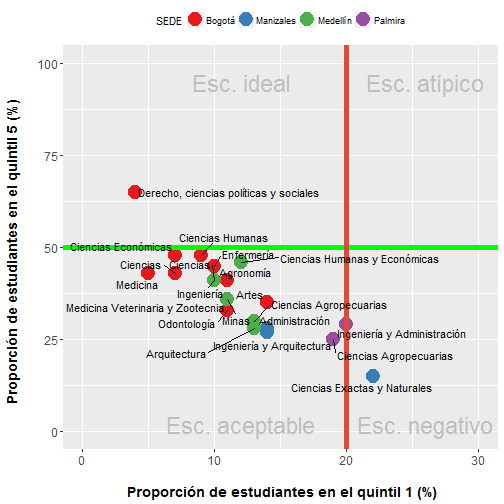 SEDE Bogotá Manizales Medellín Palmira
Proporción de estudiantes en el quintil 5 (%)
100
75
50
25
0
Esc. ideal
Esc. atípico
Derecho, ciencias políticas y sociales
Ciencias Humanas
Ciencias Económicas
Enfermería
Ciencias Humanas y Económicas
Ciencias
Ciencias
Agronomía
Medicina
Ingeniería
Artes
Ciencias Agropecuarias
Medicina Veterinaria y Zootecnia
Odontología
Minas
Administración
Ingeniería y Administración
Ingeniería y Arquitectura
Arquitectura
Ciencias Agropecuarias
Ciencias Exactas y Naturales
Esc. aceptable
Esc. negativo
0
10
20
30
Proporción de estudiantes en el quintil 1 (%)